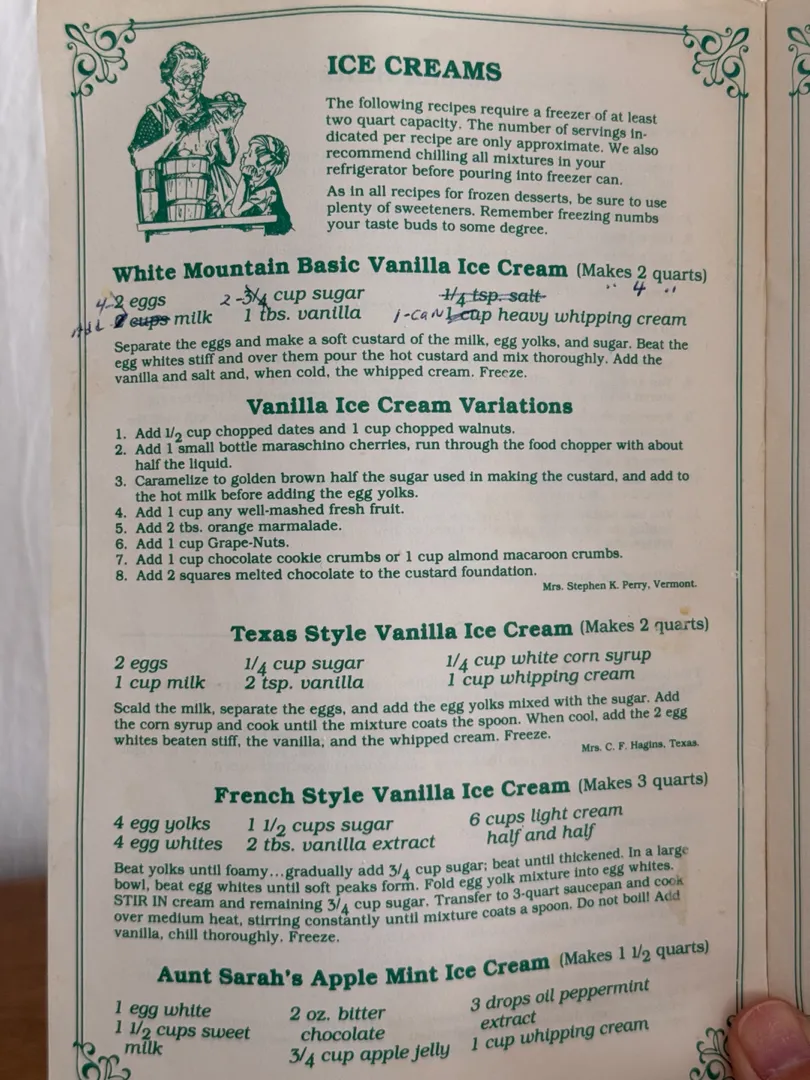 ICE CREAMS
The following recipes require a freezer of at least
two quart capacity. The number of servings in-
dicated per recipe are only approximate. We also
recommend chilling all mixtures in your
refrigerator before pouring into freezer can.
As in all recipes for frozen desserts, be sure to use
plenty of sweeteners. Remember freezing numbs
your taste buds to some degree.
White Mountain Basic Vanilla Ice Cream (Makes 2 quarts)
4-2 eggs 2-3/4 cup sugar 1/4 tsp. salt " 4 "
Add 2 cups milk 1 tbs. vanilla 1-CAN 1 cup heavy whipping cream
Separate the eggs and make a soft custard of the milk, egg yolks, and sugar. Beat the
egg whites stiff and over them pour the hot custard and mix thoroughly. Add the
vanilla and salt and, when cold, the whipped cream. Freeze.
Vanilla Ice Cream Variations
1. Add 1/2 cup chopped dates and 1 cup chopped walnuts.
2. Add 1 small bottle maraschino cherries, run through the food chopper with about
half the liquid.
3. Caramelize to golden brown half the sugar used in making the custard, and add to
the hot milk before adding the egg yolks.
4. Add 1 cup any well-mashed fresh fruit.
5. Add 2 tbs. orange marmalade.
6. Add 1 cup Grape-Nuts.
7. Add 1 cup chocolate cookie crumbs or 1 cup almond macaroon crumbs.
8. Add 2 squares melted chocolate to the custard foundation.
Mrs. Stephen K. Perry, Vermont.
Texas Style Vanilla Ice Cream (Makes 2 quarts)
2 eggs 1/4 cup sugar 1/4 cup white corn syrup
1 cup milk 2 tsp. vanilla 1 cup whipping cream
Scald the milk, separate the eggs, and add the egg yolks mixed with the sugar. Add
the corn syrup and cook until the mixture coats the spoon. When cool, add the 2 egg
whites beaten stiff, the vanilla, and the whipped cream. Freeze.
Mrs. C. F. Hagins, Texas.
French Style Vanilla Ice Cream (Makes 3 quarts)
4 egg yolks 1 1/2 cups sugar 6 cups light cream
4 egg whites 2 tbs. vanilla extract half and half
Beat yolks until foamy...gradually add 3/4 cup sugar; beat until thickened. In a large
bowl, beat egg whites until soft peaks form. Fold egg yolk mixture into egg whites.
STIR IN cream and remaining 3/4 cup sugar. Transfer to 3-quart saucepan and cook
over medium heat, stirring constantly until mixture coats a spoon. Do not boil! Add
vanilla, chill thoroughly. Freeze.
Aunt Sarah's Apple Mint Ice Cream (Makes 1 1/2 quarts)
1 egg white 2 oz. bitter 3 drops oil peppermint
1 1/2 cups sweet chocolate extract
milk 3/4 cup apple jelly 1 cup whipping cream